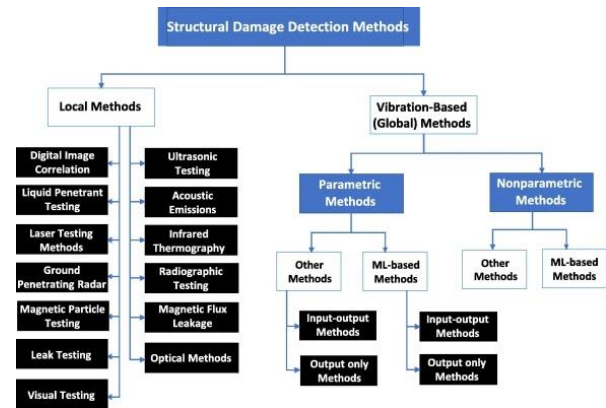 Structural Damage Detection Methods
Local Methods
Digital Image
Correlation
Liquid Penetrant
Testing
Laser Testing
Methods
Ground
Penetrating Radar
Magnetic Particle
Testing
Leak Testing
Visual Testing
Ultrasonic
Testing
Acoustic
Emissions
Infrared
Thermography
Radiographic
Testing
Magnetic Flux
Leakage
Optical Methods
Vibration-Based
(Global) Methods
Parametric
Methods
Other
Methods
ML-based
Methods
Input-output
Methods
Output only
Methods
Input-output
Methods
Output only
Methods
Nonparametric
Methods
Other
Methods
ML-based
Methods